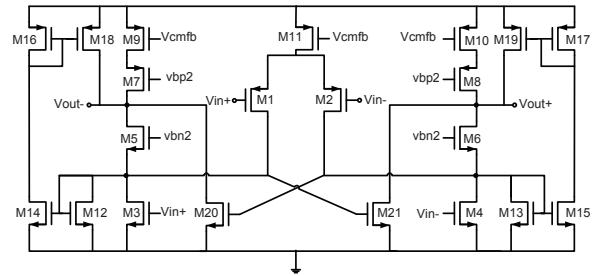 M16 M18 M9 Vcmfb M11 Vcmfb Vcmfb M10 M19 M17
M7 vbp2 vbp2 M8
Vout- Vin+ M1 M2 Vin- Vout+
M5 vbn2 vbn2 M6
M14 M12 M3 Vin+ M20 M21 Vin- M4 M13 M15